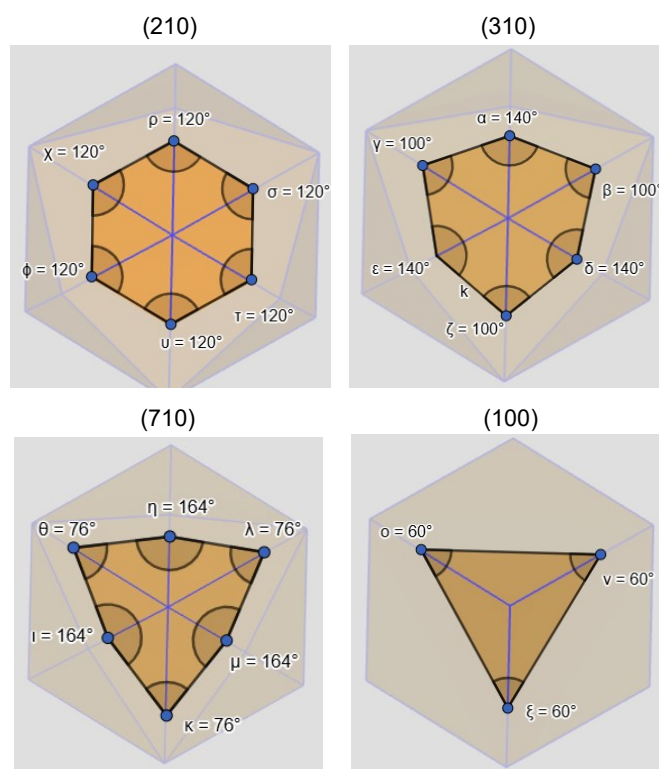 (210)
(310)
ρ = 120°
χ = 120°
σ = 120°
ϕ = 120°
τ = 120°
υ = 120°
α = 140°
γ = 100°
β = 100°
ε = 140°
δ = 140°
k
ζ = 100°
(710)
(100)
η = 164°
θ = 76°
λ = 76°
ι = 164°
μ = 164°
κ = 76°
ο = 60°
ν = 60°
ξ = 60°